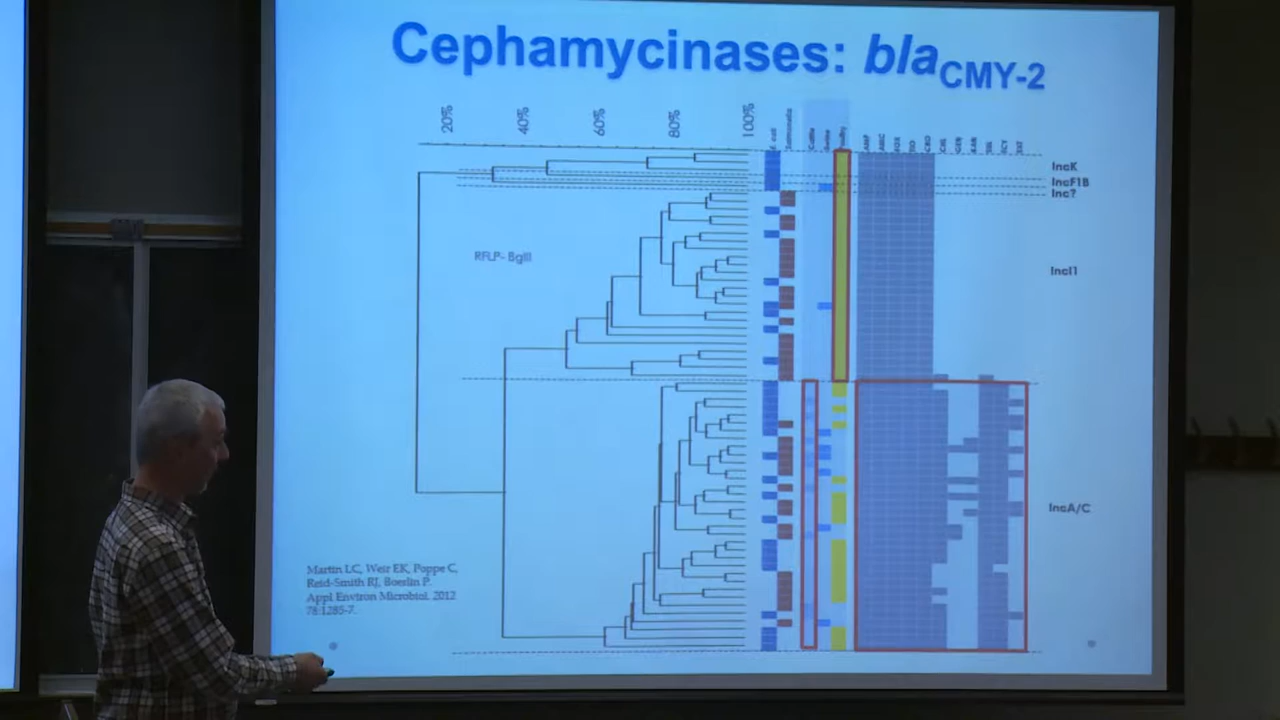 Cephamycinases: blaCMY-2
20% 40% 60% 80% 100%
IncK
IncF1B
Inc?
RFLP- BglII
IncI1
IncA/C
Martin LC, Weir EK, Poppe C,
Reid-Smith RJ, Boerlin P.
Appl Environ Microbiol. 2012
78:1285-7.